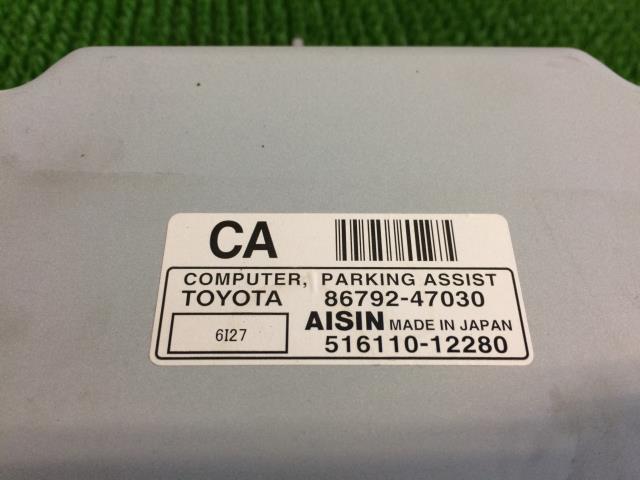 CA
COMPUTER, PARKING ASSIST
TOYOTA 86792-47030
6I27
AISIN MADE IN JAPAN
516110-12280